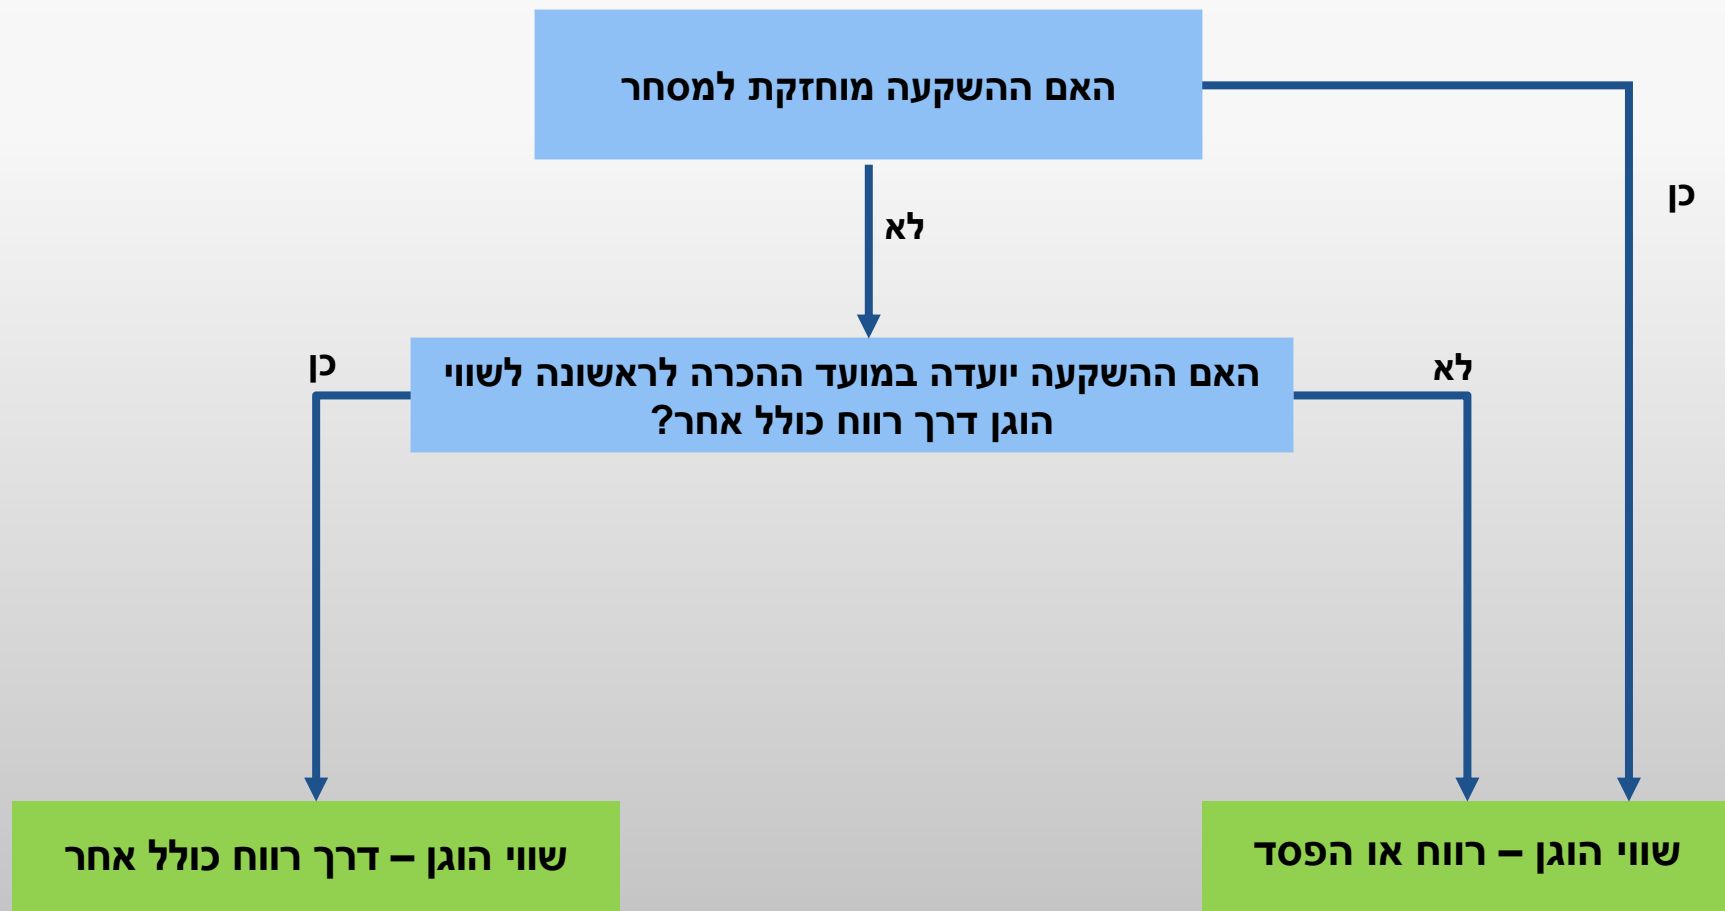 האם ההשקעה מוחזקת למסחר
כן
לא
האם ההשקעה יועדה במועד ההכרה לראשונה לשווי
הוגן דרך רווח כולל אחר?
לא
כן
שווי הוגן – רווח או הפסד
שווי הוגן – דרך רווח כולל אחר